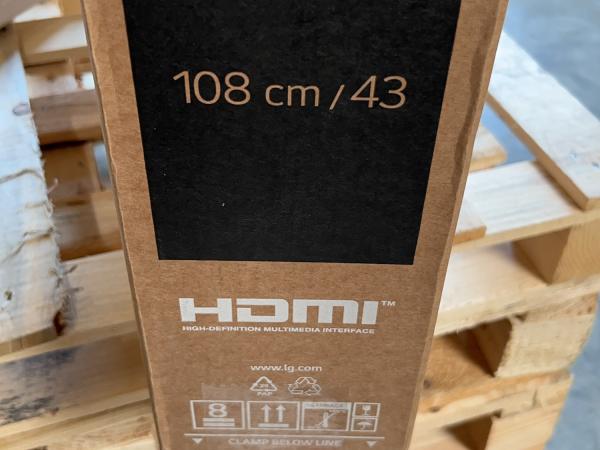 108 cm / 43
HDMI™
HIGH-DEFINITION MULTIMEDIA INTERFACE
www.lg.com
PAP
8
CLAMP BELOW LINE